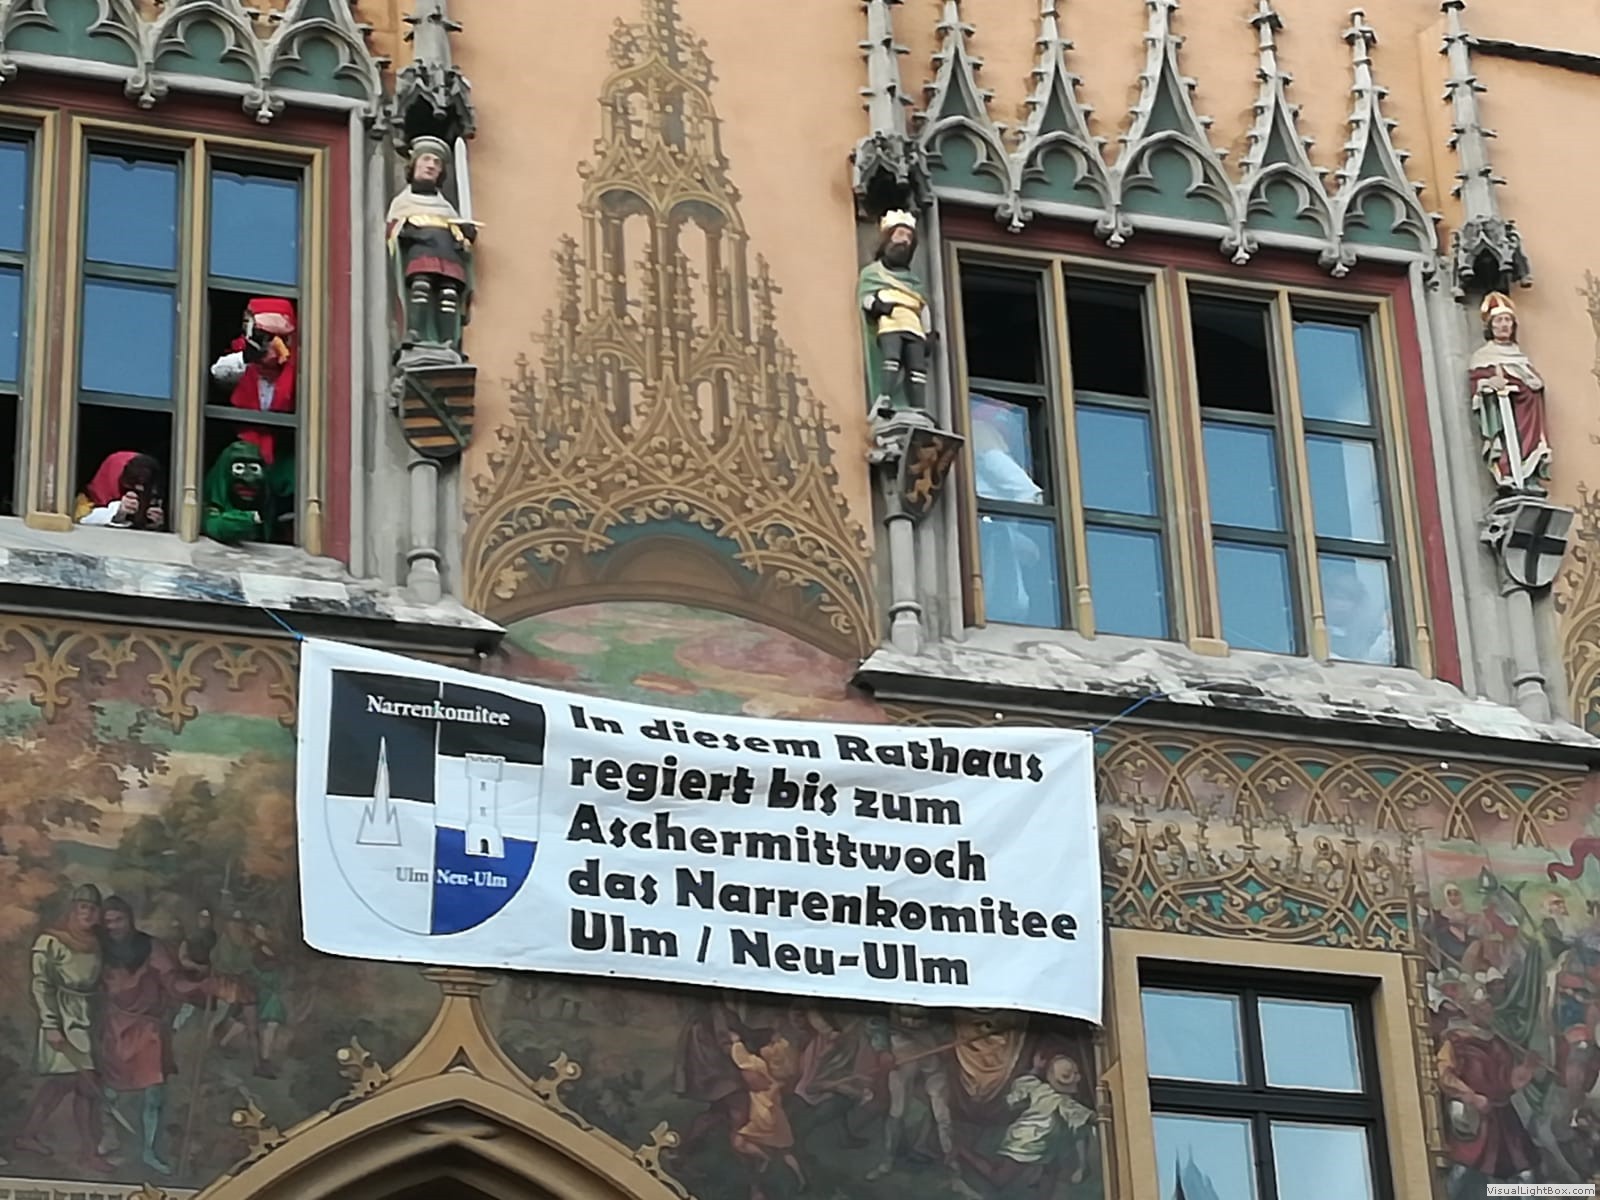 Narrenkomitee
Ulm Neu-Ulm
In diesem Rathaus
regiert bis zum
Aschermittwoch
das Narrenkomitee
Ulm / Neu-Ulm
VisualLightBox.com